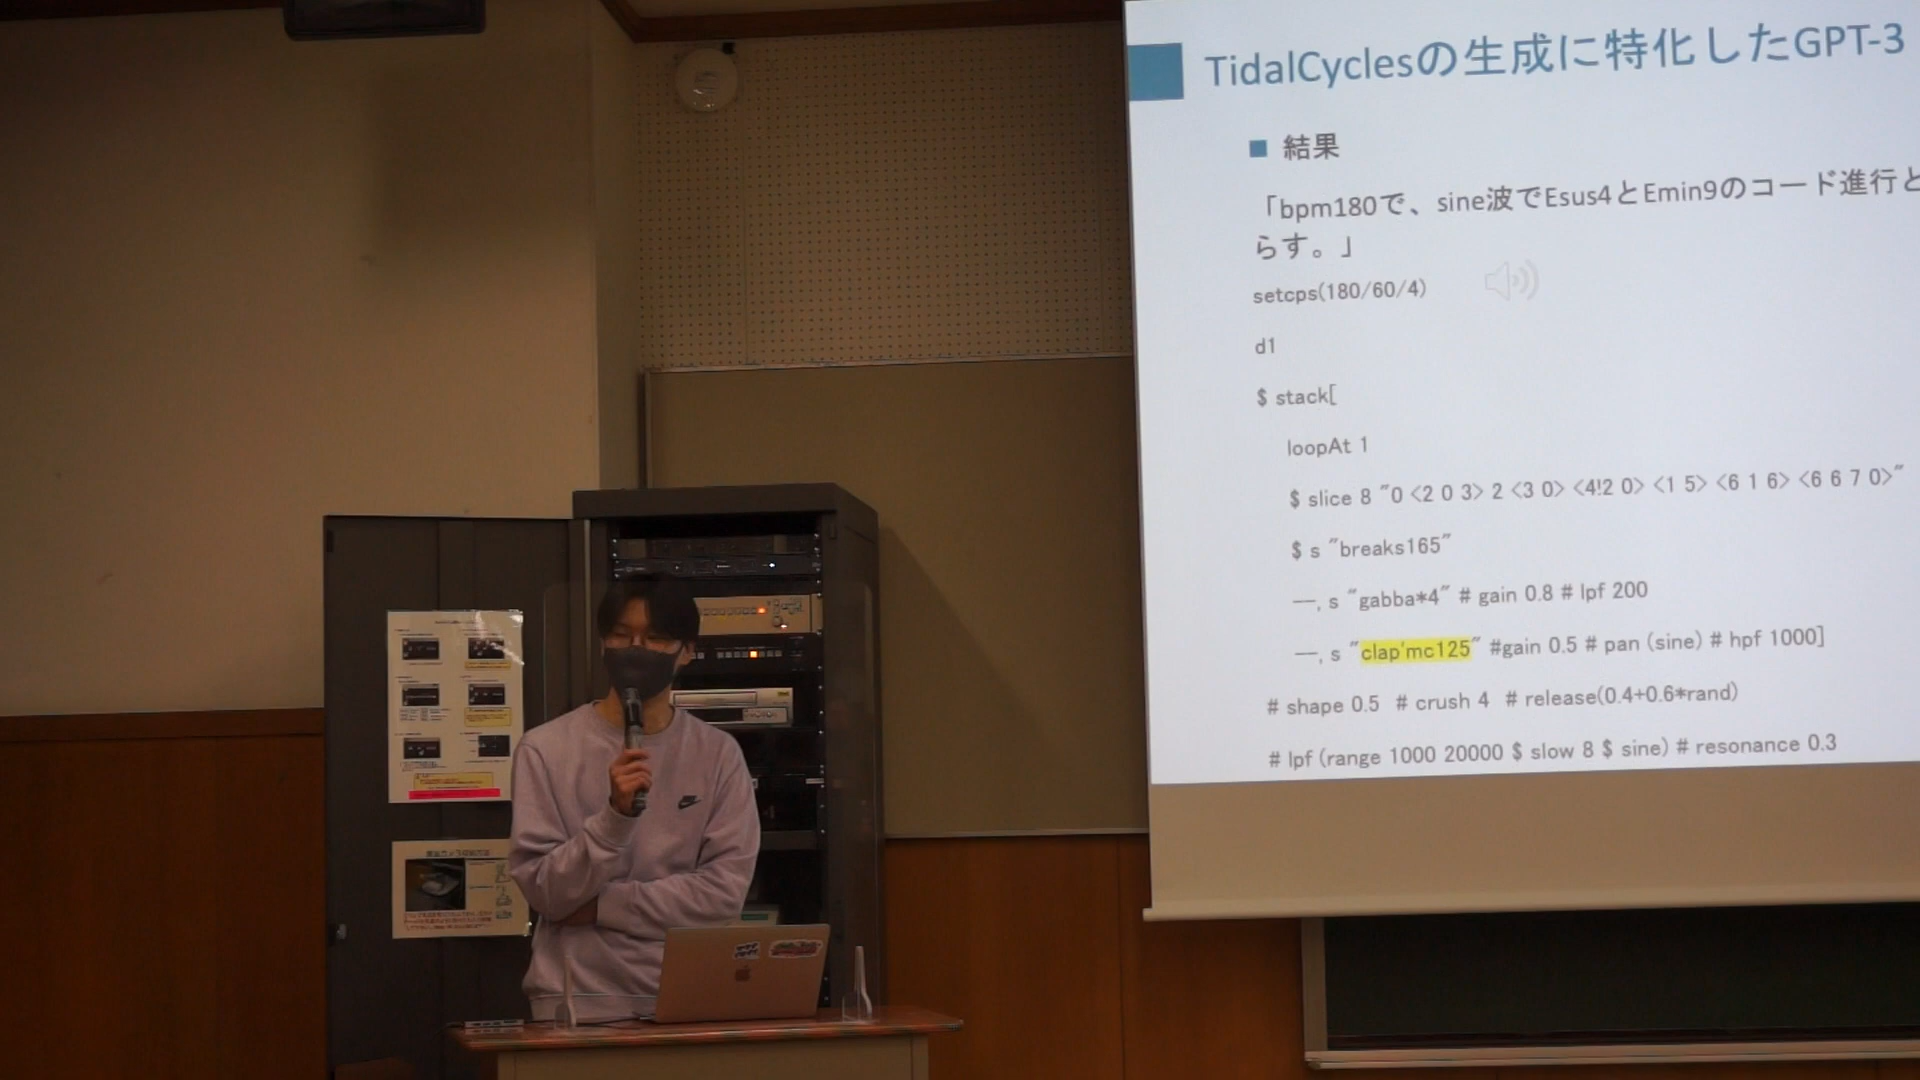 TidalCyclesの生成に特化したGPT-3
結果
「bpm180で、sine波でEsus4とEmin9のコード進行と
らす。」
setcps(180/60/4)
d1
$ stack[
loopAt 1
$ slice 8 "0 <2 0 3> 2 <3 0> <4!2 0> <1 5> <6 1 6> <6 6 7 0>"
$ s "breaks165"
—, s "gabba*4" # gain 0.8 # lpf 200
—, s "clap'mc125" #gain 0.5 # pan (sine) # hpf 1000]
# shape 0.5 # crush 4 # release(0.4+0.6*rand)
# lpf (range 1000 20000 $ slow 8 $ sine) # resonance 0.3